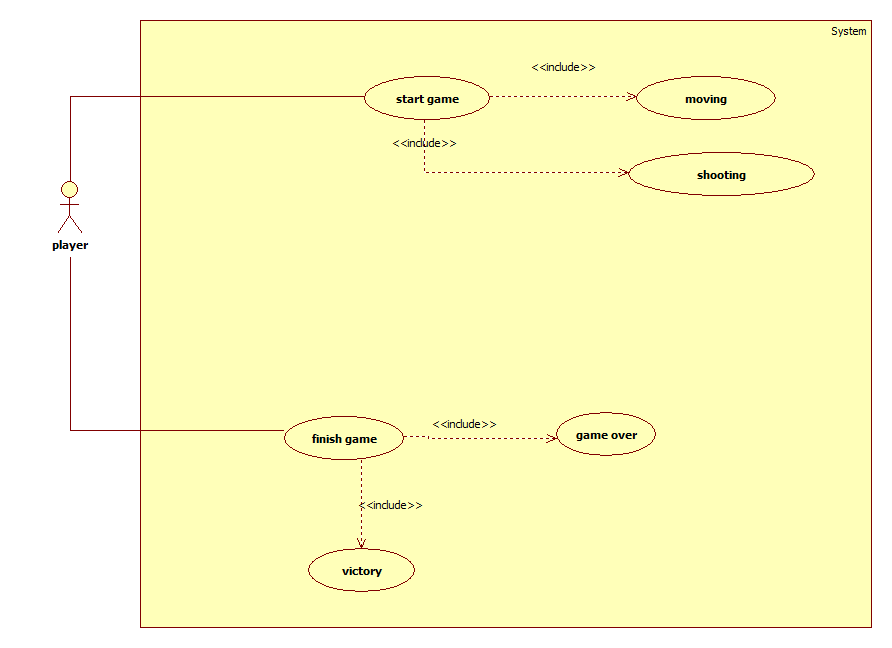 System
<<include>>
start game
moving
<<include>>
shooting
player
<<include>>
finish game
game over
<<include>>
victory